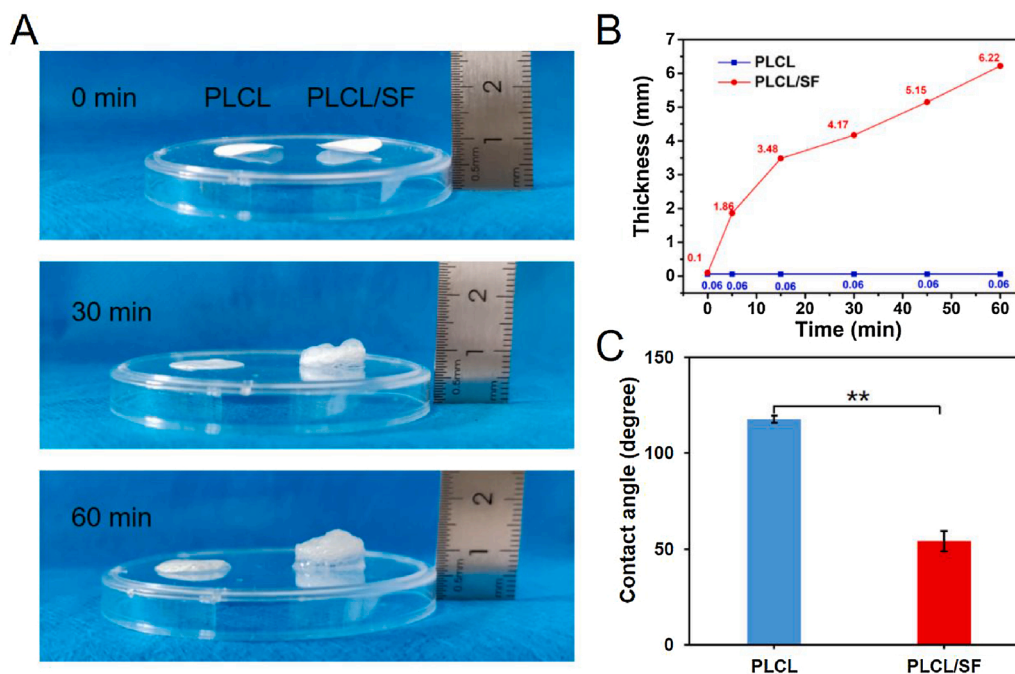 A
0 min PLCL PLCL/SF
2
1
0.5mm
mm
30 min
2
1
0.5mm
mm
60 min
2
1
0.5mm
mm
B
7
6
5
4
3
2
1
0
Thickness (mm)
PLCL
PLCL/SF
0.1
1.86
3.48
4.17
5.15
6.22
0.06 0.06 0.06 0.06 0.06 0.06
0 10 20 30 40 50 60
Time (min)
C
150
100
50
0
Contact angle (degree)
**
PLCL PLCL/SF